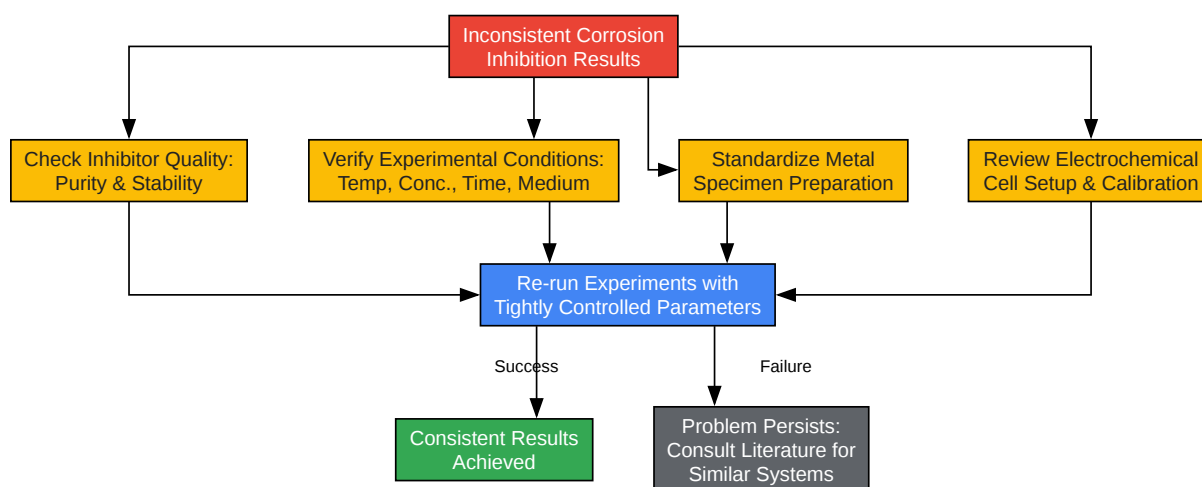 Inconsistent Corrosion
Inhibition Results
Check Inhibitor Quality:
Purity & Stability
Verify Experimental Conditions:
Temp, Conc., Time, Medium
Standardize Metal
Specimen Preparation
Review Electrochemical
Cell Setup & Calibration
Re-run Experiments with
Tightly Controlled Parameters
Success
Failure
Consistent Results
Achieved
Problem Persists:
Consult Literature for
Similar Systems